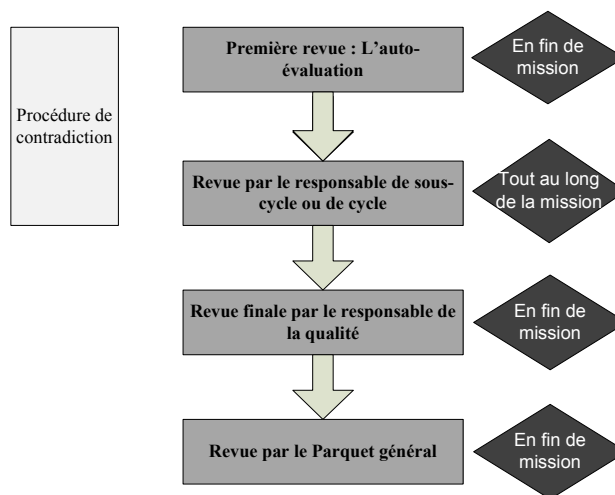 Procédure de
contradiction
Première revue : L’auto-
évaluation
En fin de
mission
Revue par le responsable de sous-
cycle ou de cycle
Tout au long
de la mission
Revue finale par le responsable de
la qualité
En fin de
mission
Revue par le Parquet général
En fin de
mission